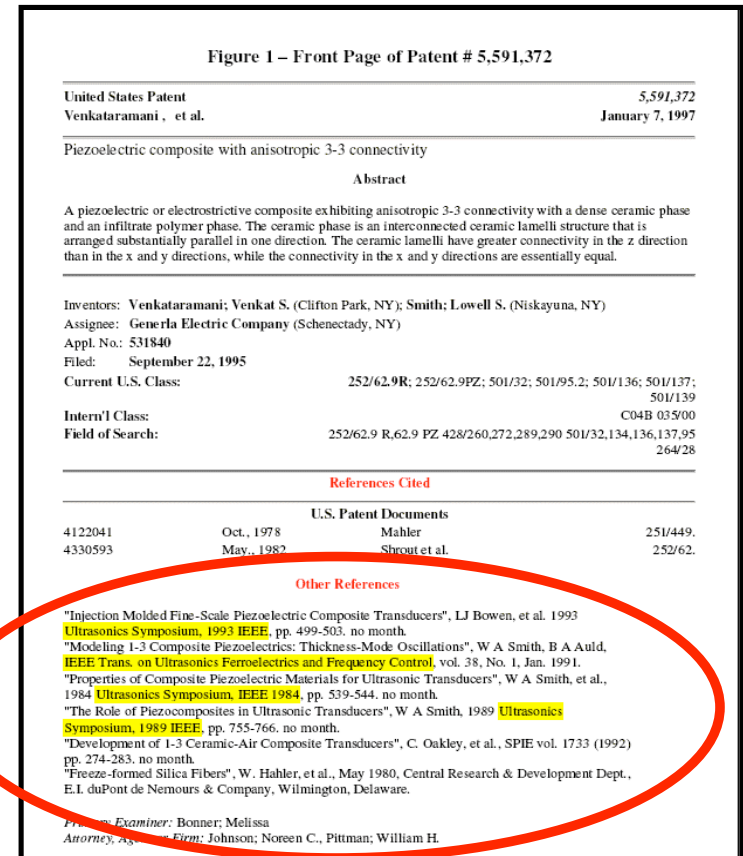 Figure 1 – Front Page of Patent # 5,591,372
United States Patent 5,591,372
Venkataramani , et al. January 7, 1997
Piezoelectric composite with anisotropic 3-3 connectivity
Abstract
A piezoelectric or electrostrictive composite exhibiting anisotropic 3-3 connectivity with a dense ceramic phase
and an infiltrate polymer phase. The ceramic phase is an interconnected ceramic lamelli structure that is
arranged substantially parallel in one direction. The ceramic lamelli have greater connectivity in the z direction
than in the x and y directions, while the connectivity in the x and y directions are essentially equal.
Inventors: Venkataramani; Venkat S. (Clifton Park, NY); Smith; Lowell S. (Niskayuna, NY)
Assignee: Generla Electric Company (Schenectady, NY)
Appl. No.: 531840
Filed: September 22, 1995
Current U.S. Class: 252/62.9R; 252/62.9PZ; 501/32; 501/95.2; 501/136; 501/137;
501/139
Intern'l Class: C04B 035/00
Field of Search: 252/62.9 R,62.9 PZ 428/260,272,289,290 501/32,134,136,137,95
264/28
References Cited
U.S. Patent Documents
4122041 Oct., 1978 Mahler 251/449.
4330593 May., 1982 Shrout et al. 252/62.
Other References
"Injection Molded Fine-Scale Piezoelectric Composite Transducers", LJ Bowen, et al. 1993
Ultrasonics Symposium, 1993 IEEE, pp. 499-503. no month.
"Modeling 1-3 Composite Piezoelectrics: Thickness-Mode Oscillations", W A Smith, B A Auld,
IEEE Trans. on Ultrasonics Ferroelectrics and Frequency Control, vol. 38, No. 1, Jan. 1991.
"Properties of Composite Piezoelectric Materials for Ultrasonic Transducers", W A Smith, et al.,
1984 Ultrasonics Symposium, IEEE 1984, pp. 539-544. no month.
"The Role of Piezocomposites in Ultrasonic Transducers", W A Smith, 1989 Ultrasonics
Symposium, 1989 IEEE, pp. 755-766. no month.
"Development of 1-3 Ceramic-Air Composite Transducers", C. Oakley, et al., SPIE vol. 1733 (1992)
pp. 274-283. no month.
"Freeze-formed Silica Fibers", W. Hahler, et al., May 1980, Central Research & Development Dept.,
E.I. duPont de Nemours & Company, Wilmington, Delaware.
Examiner: Bonner; Melissa
Attorney, Firm: Johnson; Noreen C., Pittman; William H.